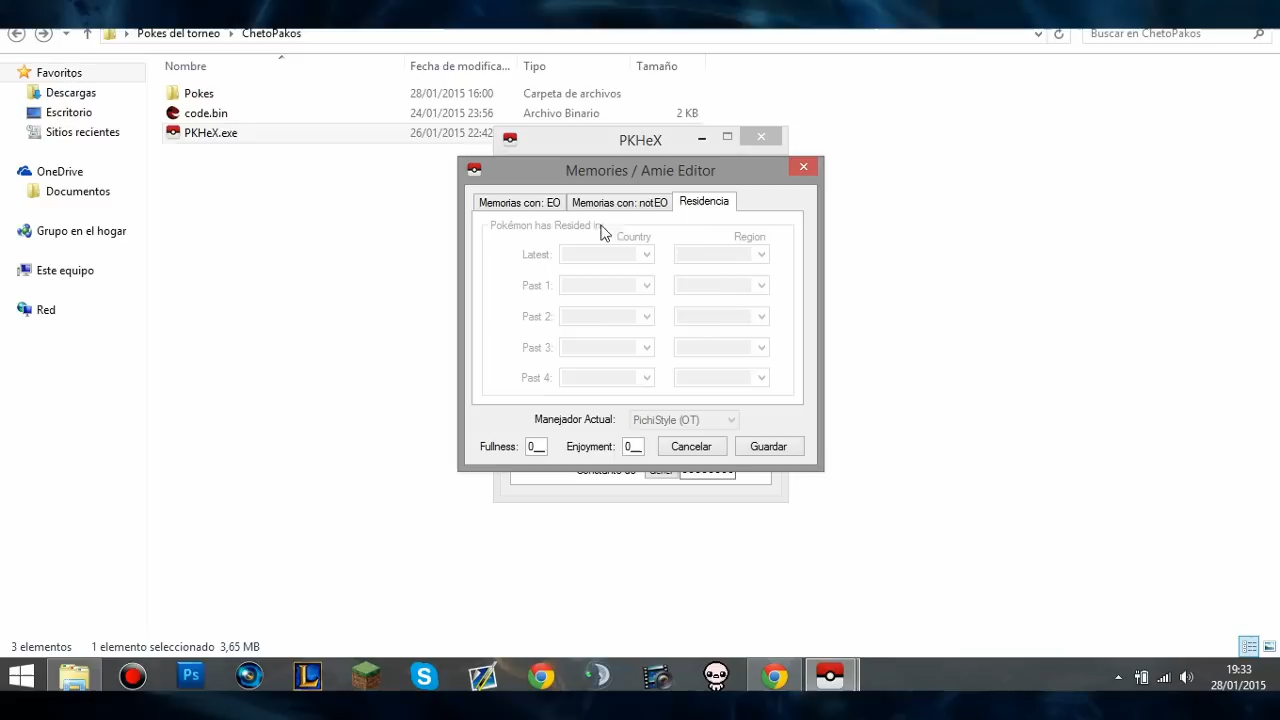 Pokes del torneo
ChetoPakos
Buscar en ChetoPakos
Nombre
Fecha de modifica...
Tipo
Tamaño
Favoritos
Descargas
Escritorio
Sitios recientes
OneDrive
Documentos
Grupo en el hogar
Este equipo
Red
Pokes
28/01/2015 16:00
Carpeta de archivos
code.bin
24/01/2015 23:56
Archivo Binario
2 KB
PKHeX.exe
26/01/2015 22:42
PKHeX
Memories / Amie Editor
Memorias con: EO
Memorias con: notEO
Residencia
Pokémon has Resided in
Country
Region
Latest:
Past 1:
Past 2:
Past 3:
Past 4:
Manejador Actual:
PichiStyle (OT)
Fullness:
0__
Enjoyment:
0__
Cancelar
Guardar
3 elementos
1 elemento seleccionado 3,65 MB
Ps
19:33
28/01/2015